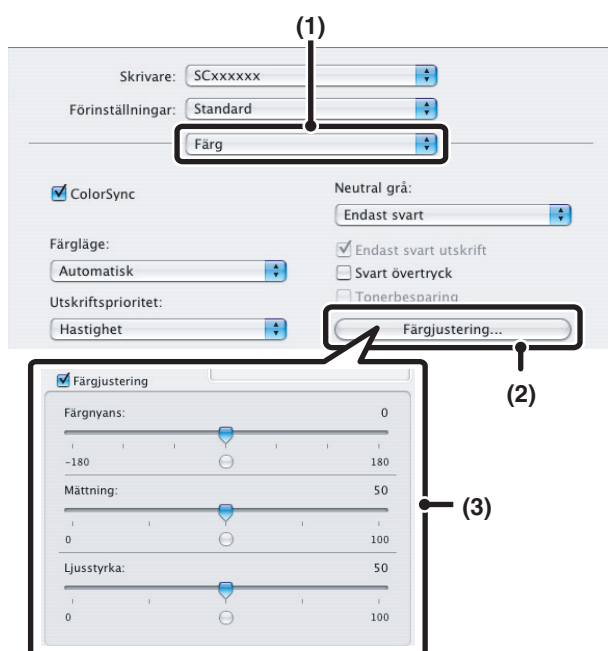 (1)
Skrivare: SCxxxxxx
Förinställningar: Standard
Färg
ColorSync
Neutral grå:
Endast svart
Färgläge:
Automatisk
Endast svart utskrift
Svart övertryck
Utskriftsprioritet:
Tonerbesparing
Hastighet
Färgjustering...
(2)
Färgjustering
Färgnyans: 0
-180 180
Mättning: 50
0 100
(3)
Ljusstyrka: 50
0 100